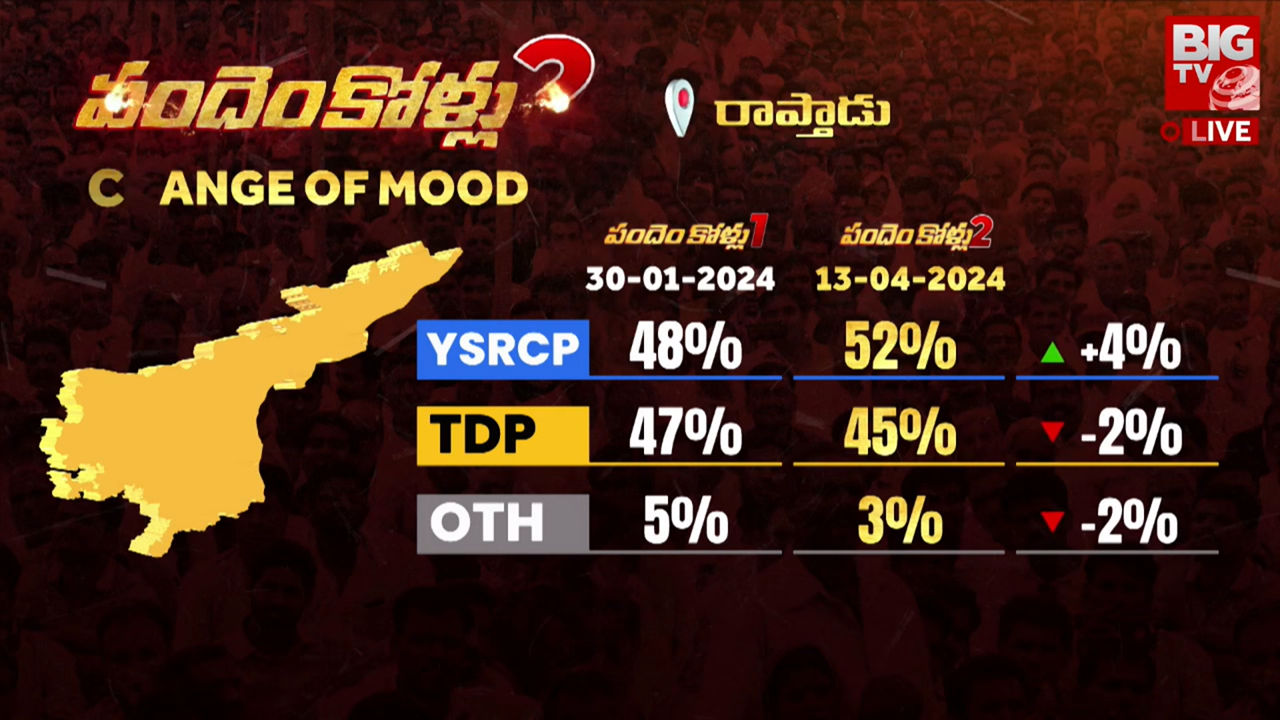 పందెంకోళ్లు 2
BIG
TV
LIVE
రాప్తాడు
C ANGE OF MOOD
పందెం కోళ్లు 1 పందెం కోళ్లు 2
30-01-2024 13-04-2024
YSRCP 48% 52% +4%
TDP 47% 45% -2%
OTH 5% 3% -2%